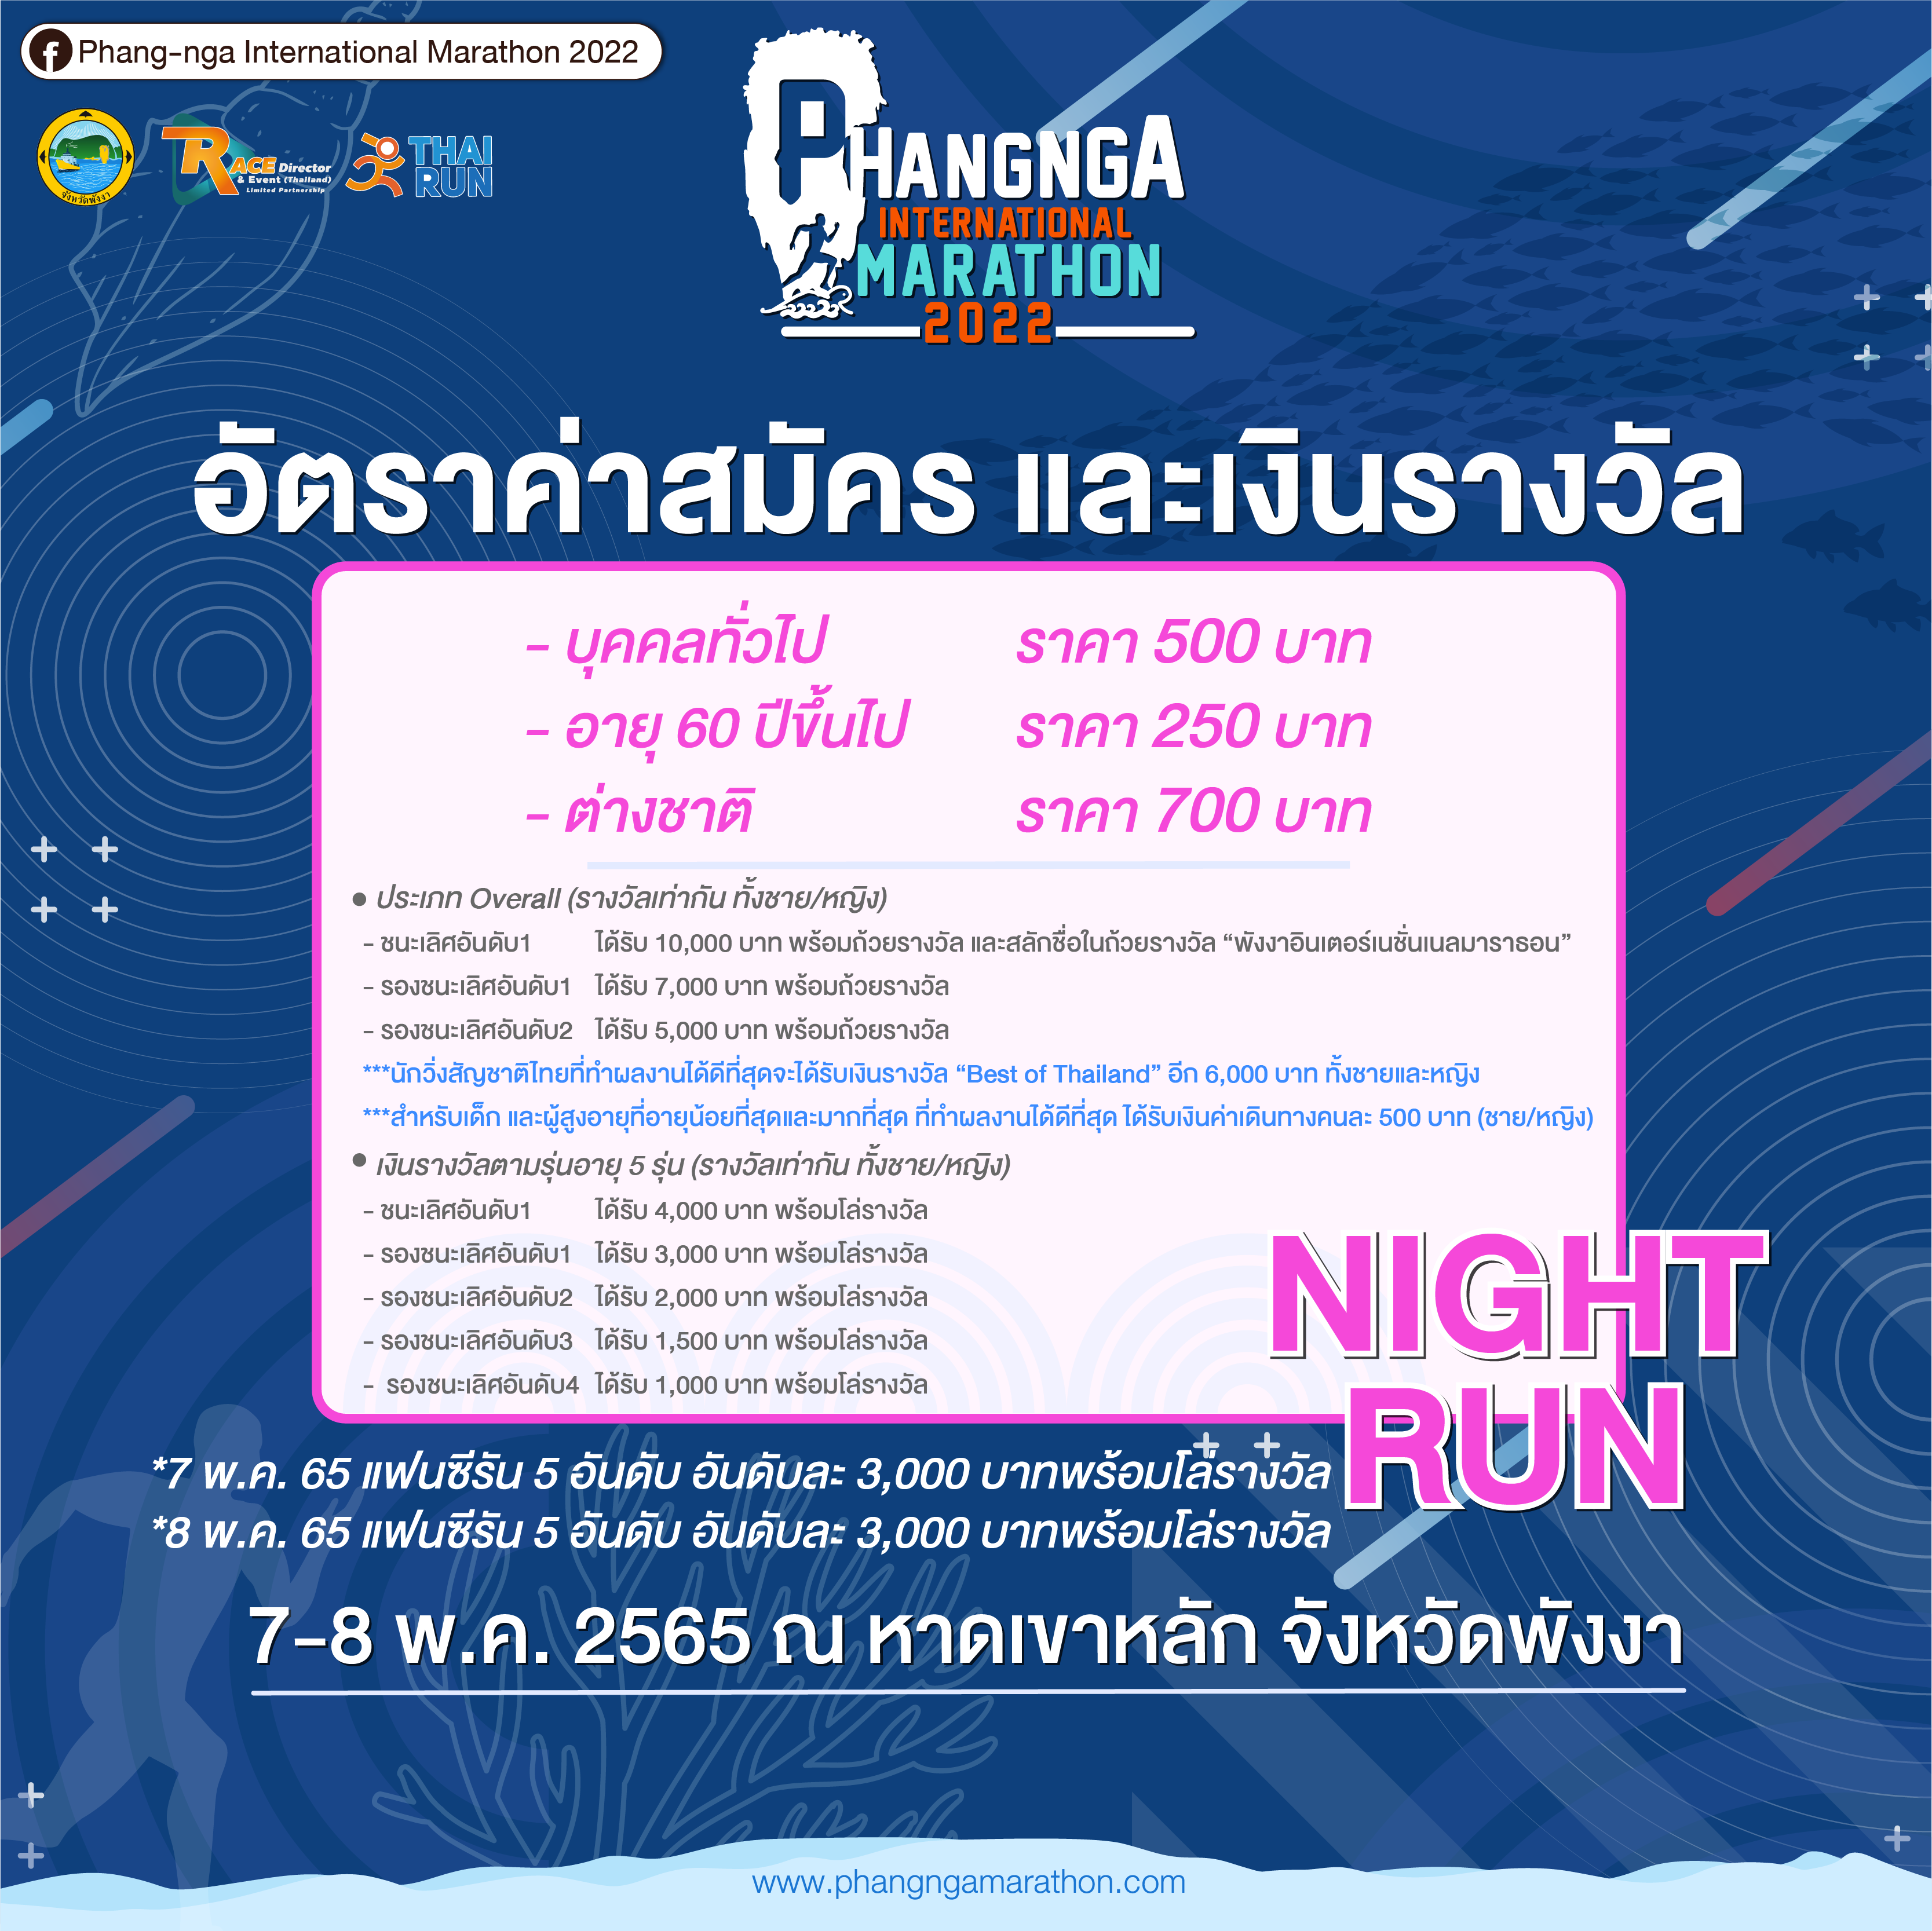 Phang-nga International Marathon 2022
จังหวัดพังงา
RACE Director
& Event (Thailand)
Limited Partnership
THAI
RUN
PHANGNGA
INTERNATIONAL
MARATHON
2022
อัตราค่าสมัคร และเงินรางวัล
- บุคคลทั่วไป ราคา 500 บาท
- อายุ 60 ปีขึ้นไป ราคา 250 บาท
- ต่างชาติ ราคา 700 บาท
● ประเภท Overall (รางวัลเท่ากัน ทั้งชาย/หญิง)
- ชนะเลิศอันดับ1 ได้รับ 10,000 บาท พร้อมถ้วยรางวัล และสลักชื่อในถ้วยรางวัล “พังงาอินเตอร์เนชั่นเนลมาราธอน”
- รองชนะเลิศอันดับ1 ได้รับ 7,000 บาท พร้อมถ้วยรางวัล
- รองชนะเลิศอันดับ2 ได้รับ 5,000 บาท พร้อมถ้วยรางวัล
***นักวิ่งสัญชาติไทยที่ทำผลงานได้ดีที่สุดจะได้รับเงินรางวัล “Best of Thailand” อีก 6,000 บาท ทั้งชายและหญิง
***สำหรับเด็ก และผู้สูงอายุที่อายุน้อยที่สุดและมากที่สุด ที่ทำผลงานได้ดีที่สุด ได้รับเงินค่าเดินทางคนละ 500 บาท (ชาย/หญิง)
● เงินรางวัลตามรุ่นอายุ 5 รุ่น (รางวัลเท่ากัน ทั้งชาย/หญิง)
- ชนะเลิศอันดับ1 ได้รับ 4,000 บาท พร้อมโล่รางวัล
- รองชนะเลิศอันดับ1 ได้รับ 3,000 บาท พร้อมโล่รางวัล
- รองชนะเลิศอันดับ2 ได้รับ 2,000 บาท พร้อมโล่รางวัล
- รองชนะเลิศอันดับ3 ได้รับ 1,500 บาท พร้อมโล่รางวัล
- รองชนะเลิศอันดับ4 ได้รับ 1,000 บาท พร้อมโล่รางวัล
NIGHT
RUN
*7 พ.ค. 65 แฟนซีรัน 5 อันดับ อันดับละ 3,000 บาทพร้อมโล่รางวัล
*8 พ.ค. 65 แฟนซีรัน 5 อันดับ อันดับละ 3,000 บาทพร้อมโล่รางวัล
7-8 พ.ค. 2565 ณ หาดเขาหลัก จังหวัดพังงา
www.phangngamarathon.com